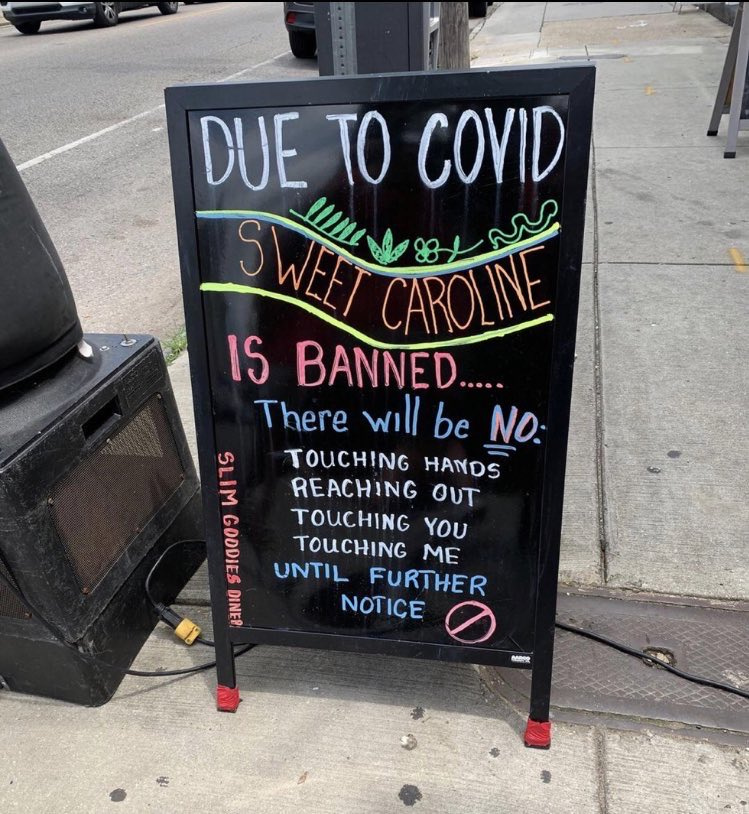 DUE TO COVID
SWEET CAROLINE
IS BANNED.....
There will be NO:
TOUCHING HANDS
REACHING OUT
TOUCHING YOU
TOUCHING ME
UNTIL FURTHER
NOTICE
SLIM GODDIES DINER